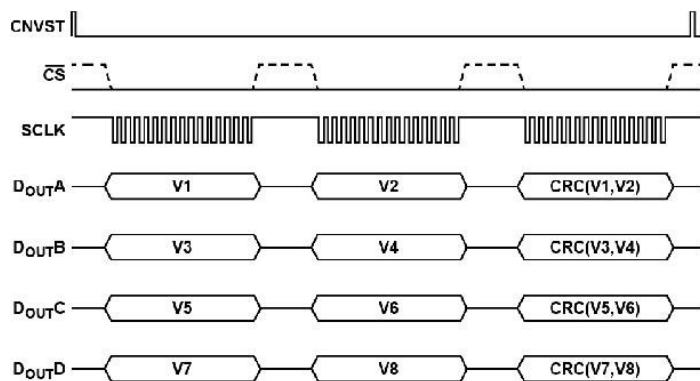 CNVST
CS
SCLK
DOUTA V1 V2 CRC(V1,V2)
DOUTB V3 V4 CRC(V3,V4)
DOUTC V5 V6 CRC(V5,V6)
DOUTD V7 V8 CRC(V7,V8)